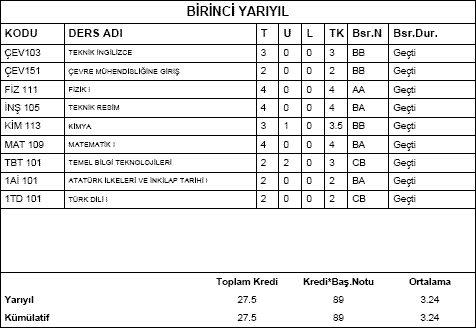 BİRİNCİ YARIYIL
KODU DERS ADI T U L TK Bsr.N Bsr.Dur.
ÇEV103 TEKNİK İNGİLİZCE 3 0 0 3 BB Geçti
ÇEV151 ÇEVRE MÜHENDİSLİĞİNE GİRİŞ 2 0 0 2 BB Geçti
FİZ 111 FİZİK I 4 0 0 4 AA Geçti
İNŞ 105 TEKNİK RESİM 4 0 0 4 BA Geçti
KİM 113 KİMYA 3 1 0 3.5 BB Geçti
MAT 109 MATEMATİK I 4 0 0 4 BA Geçti
TBT 101 TEMEL BİLGİ TEKNOLOJİLERİ 2 2 0 3 CB Geçti
1Aİ 101 ATATÜRK İLKELERİ VE İNKİLAP TARİHİ I 2 0 0 2 BA Geçti
1TD 101 TÜRK DİLİ I 2 0 0 2 CB Geçti
Toplam Kredi Kredi*Baş.Notu Ortalama
Yarıyıl 27.5 89 3.24
Kümülatif 27.5 89 3.24